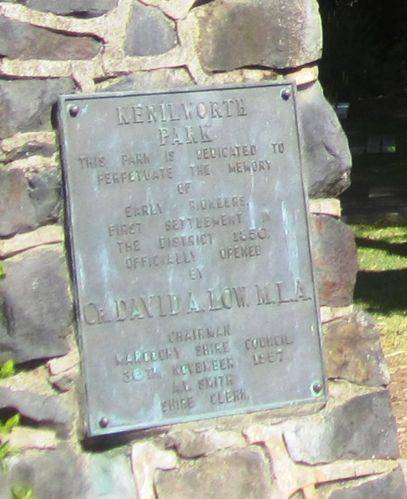 KENILWORTH
PARK
THIS PARK IS DEDICATED TO
PERPETUATE THE MEMORY
OF
EARLY PIONEERS
FIRST SETTLEMENT IN
THE DISTRICT 1850.
OFFICIALLY OPENED
BY
CR. DAVID A. LOW. M.L.A.
CHAIRMAN
MAROOCHY SHIRE COUNCIL
30TH NOVEMBER 1957
SMITH
SHIRE CLERK